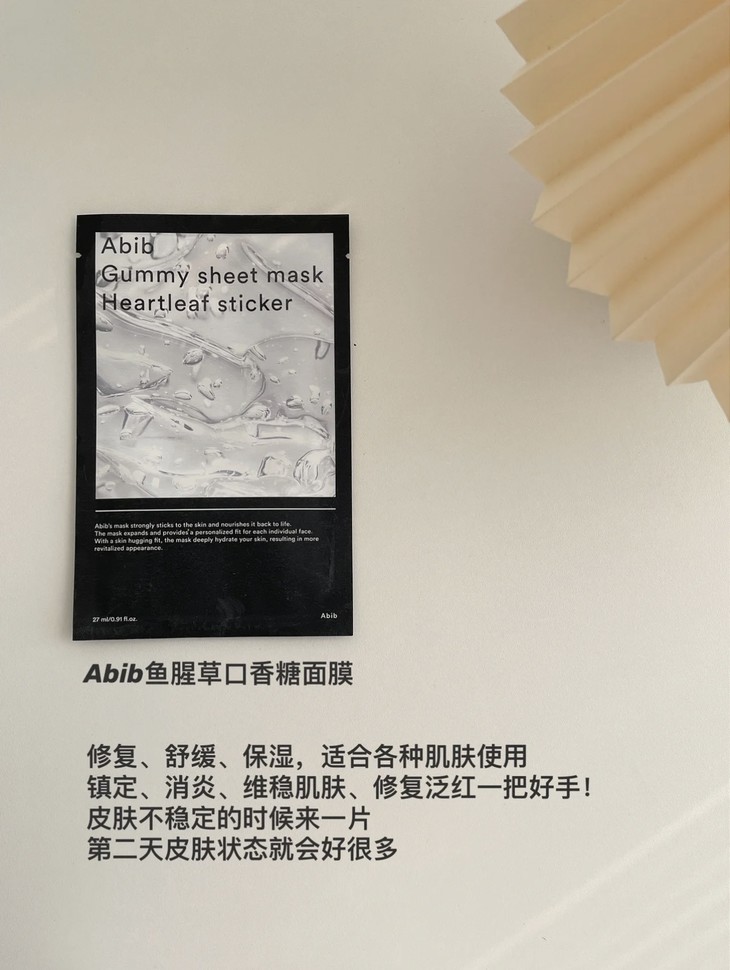 Abib
Gummy sheet mask
Heartleaf sticker
Abib's mask strongly sticks to the skin and nourishes it back to life.
The mask expands and provides a personalized fit for each individual face.
With a skin hugging fit, the mask deeply hydrate your skin, resulting in more
revitalized appearance.
27 ml/0.91 fl.oz.
Abib
Abib鱼腥草口香糖面膜
修复、舒缓、保湿，适合各种肌肤使用
镇定、消炎、维稳肌肤、修复泛红一把好手！
皮肤不稳定的时候来一片
第二天皮肤状态就会好很多